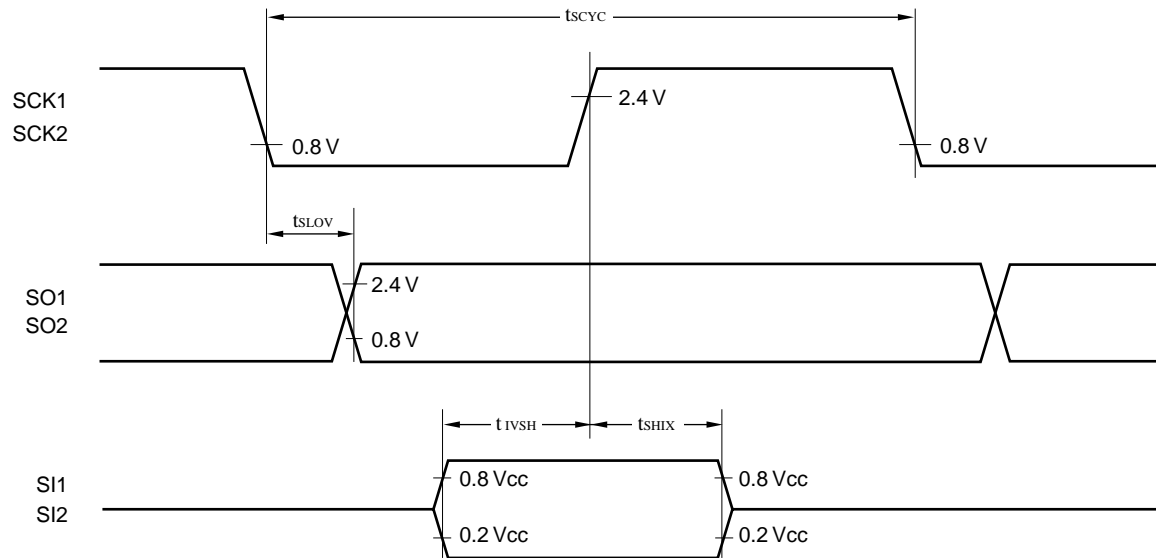 tSCYC
SCK1
SCK2
2.4 V
0.8 V
0.8 V
tSLOV
SO1
SO2
2.4 V
0.8 V
tIVSH
tSHIX
SI1
SI2
0.8 Vcc
0.8 Vcc
0.2 Vcc
0.2 Vcc